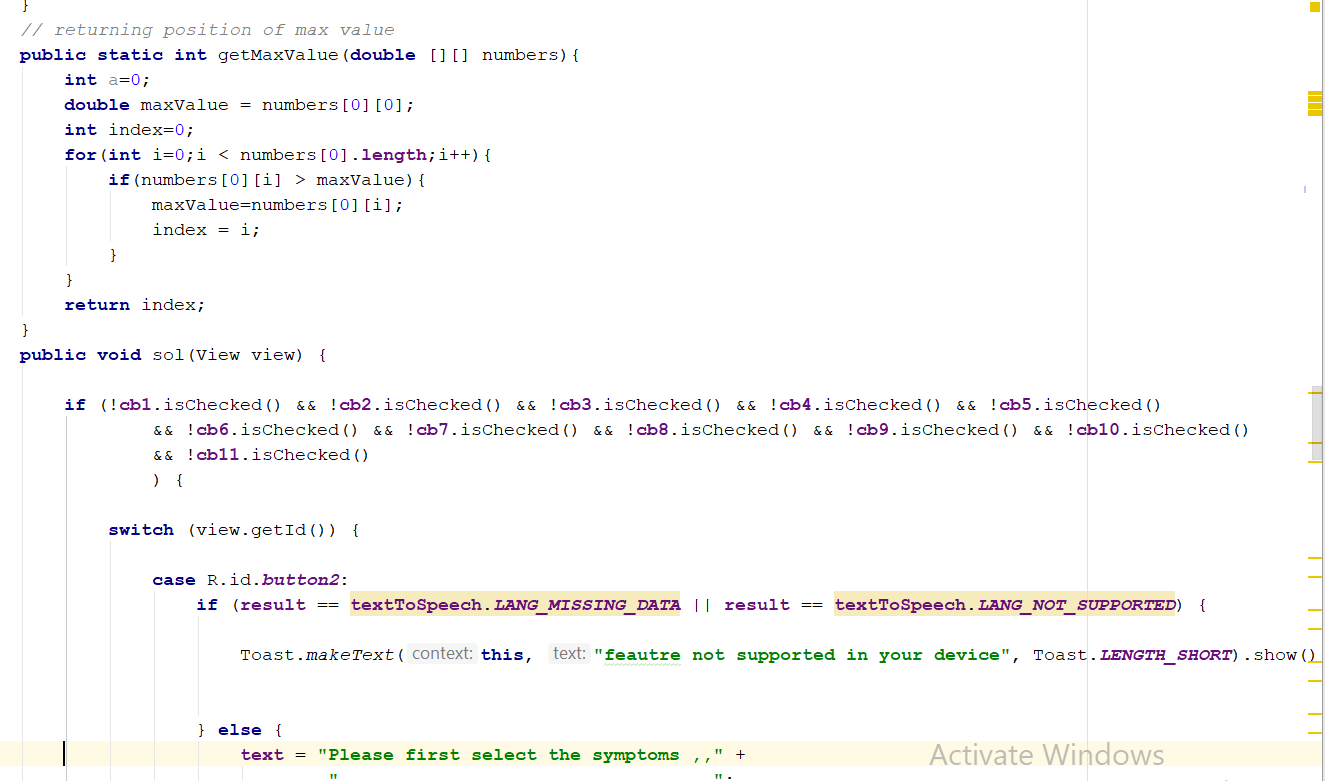 }
// returning position of max value
public static int getMaxValue(double [][] numbers){
    int a=0;
    double maxValue = numbers[0][0];
    int index=0;
    for(int i=0;i < numbers[0].length;i++){
        if(numbers[0][i] > maxValue){
            maxValue=numbers[0][i];
            index = i;
        }
    }
    return index;
}
public void sol(View view) {
    if (!cb1.isChecked() && !cb2.isChecked() && !cb3.isChecked() && !cb4.isChecked() && !cb5.isChecked()
            && !cb6.isChecked() && !cb7.isChecked() && !cb8.isChecked() && !cb9.isChecked() && !cb10.isChecked()
            && !cb11.isChecked()
            ) {
        switch (view.getId()) {
            case R.id.button2:
                if (result == textToSpeech.LANG_MISSING_DATA || result == textToSpeech.LANG_NOT_SUPPORTED) {
                    Toast.makeText( context: this,  text: "feautre not supported in your device", Toast.LENGTH_SHORT).show()
                } else {
                    text = "Please first select the symptoms ,," +
Activate Windows